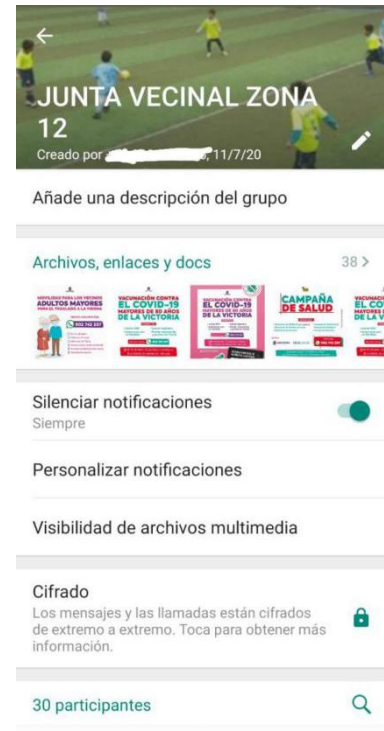 JUNTA VECINAL ZONA
12
Creado por , 11/7/20
Añade una descripción del grupo
Archivos, enlaces y docs 38 >
ADULTOS MAYORES
VACUNACIÓN CONTRA
EL COVID-19
MAYORES DE 80 AÑOS
DE LA VICTORIA
VACUNACIÓN CONTRA
EL COVID-19
MAYORES DE 80 AÑOS
DE LA VICTORIA
CAMPAÑA
DE SALUD
Silenciar notificaciones
Siempre
Personalizar notificaciones
Visibilidad de archivos multimedia
Cifrado
Los mensajes y las llamadas están cifrados
de extremo a extremo. Toca para obtener más
información.
30 participantes